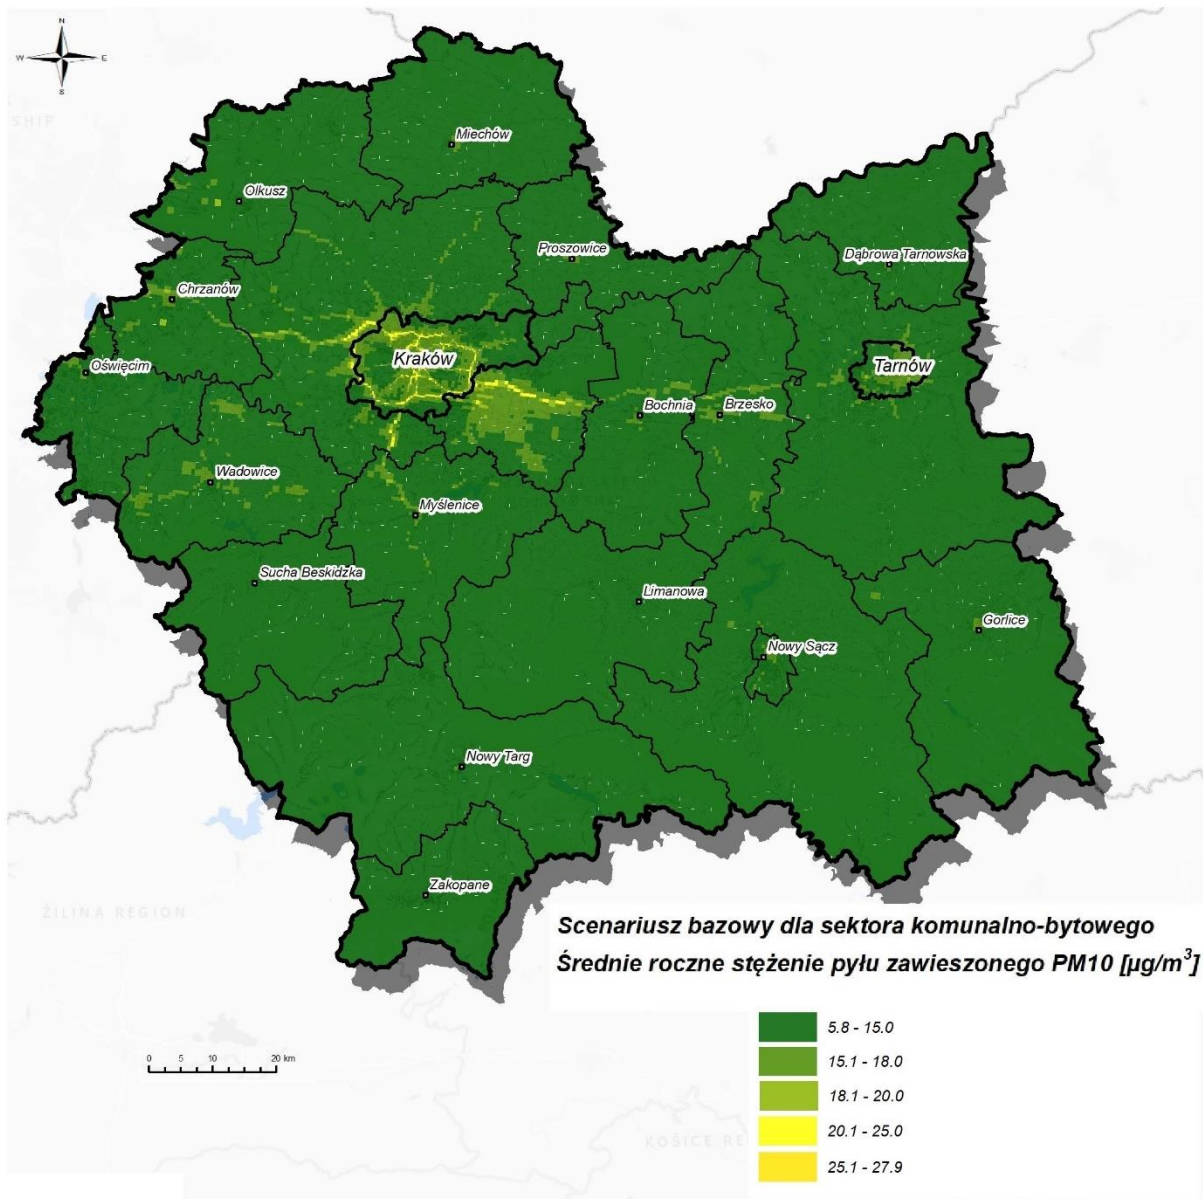 N
W
E
S
SHIP
Miechów
Olkusz
Proszowice
Dąbrowa Tarnowska
Chrzanów
Kraków
Tarnów
Oświęcim
Bochnia
Brzesko
Wadowice
Myślenice
Sucha Beskidzka
Limanowa
Gorlice
Nowy Sącz
Nowy Targ
Zakopane
ŽILINA REGION
Scenariusz bazowy dla sektora komunalno-bytowego
Średnie roczne stężenie pyłu zawieszonego PM10 [µg/m³]
5.8 - 15.0
15.1 - 18.0
18.1 - 20.0
20.1 - 25.0
25.1 - 27.9
0 5 10 20 km
KOŠICE RE